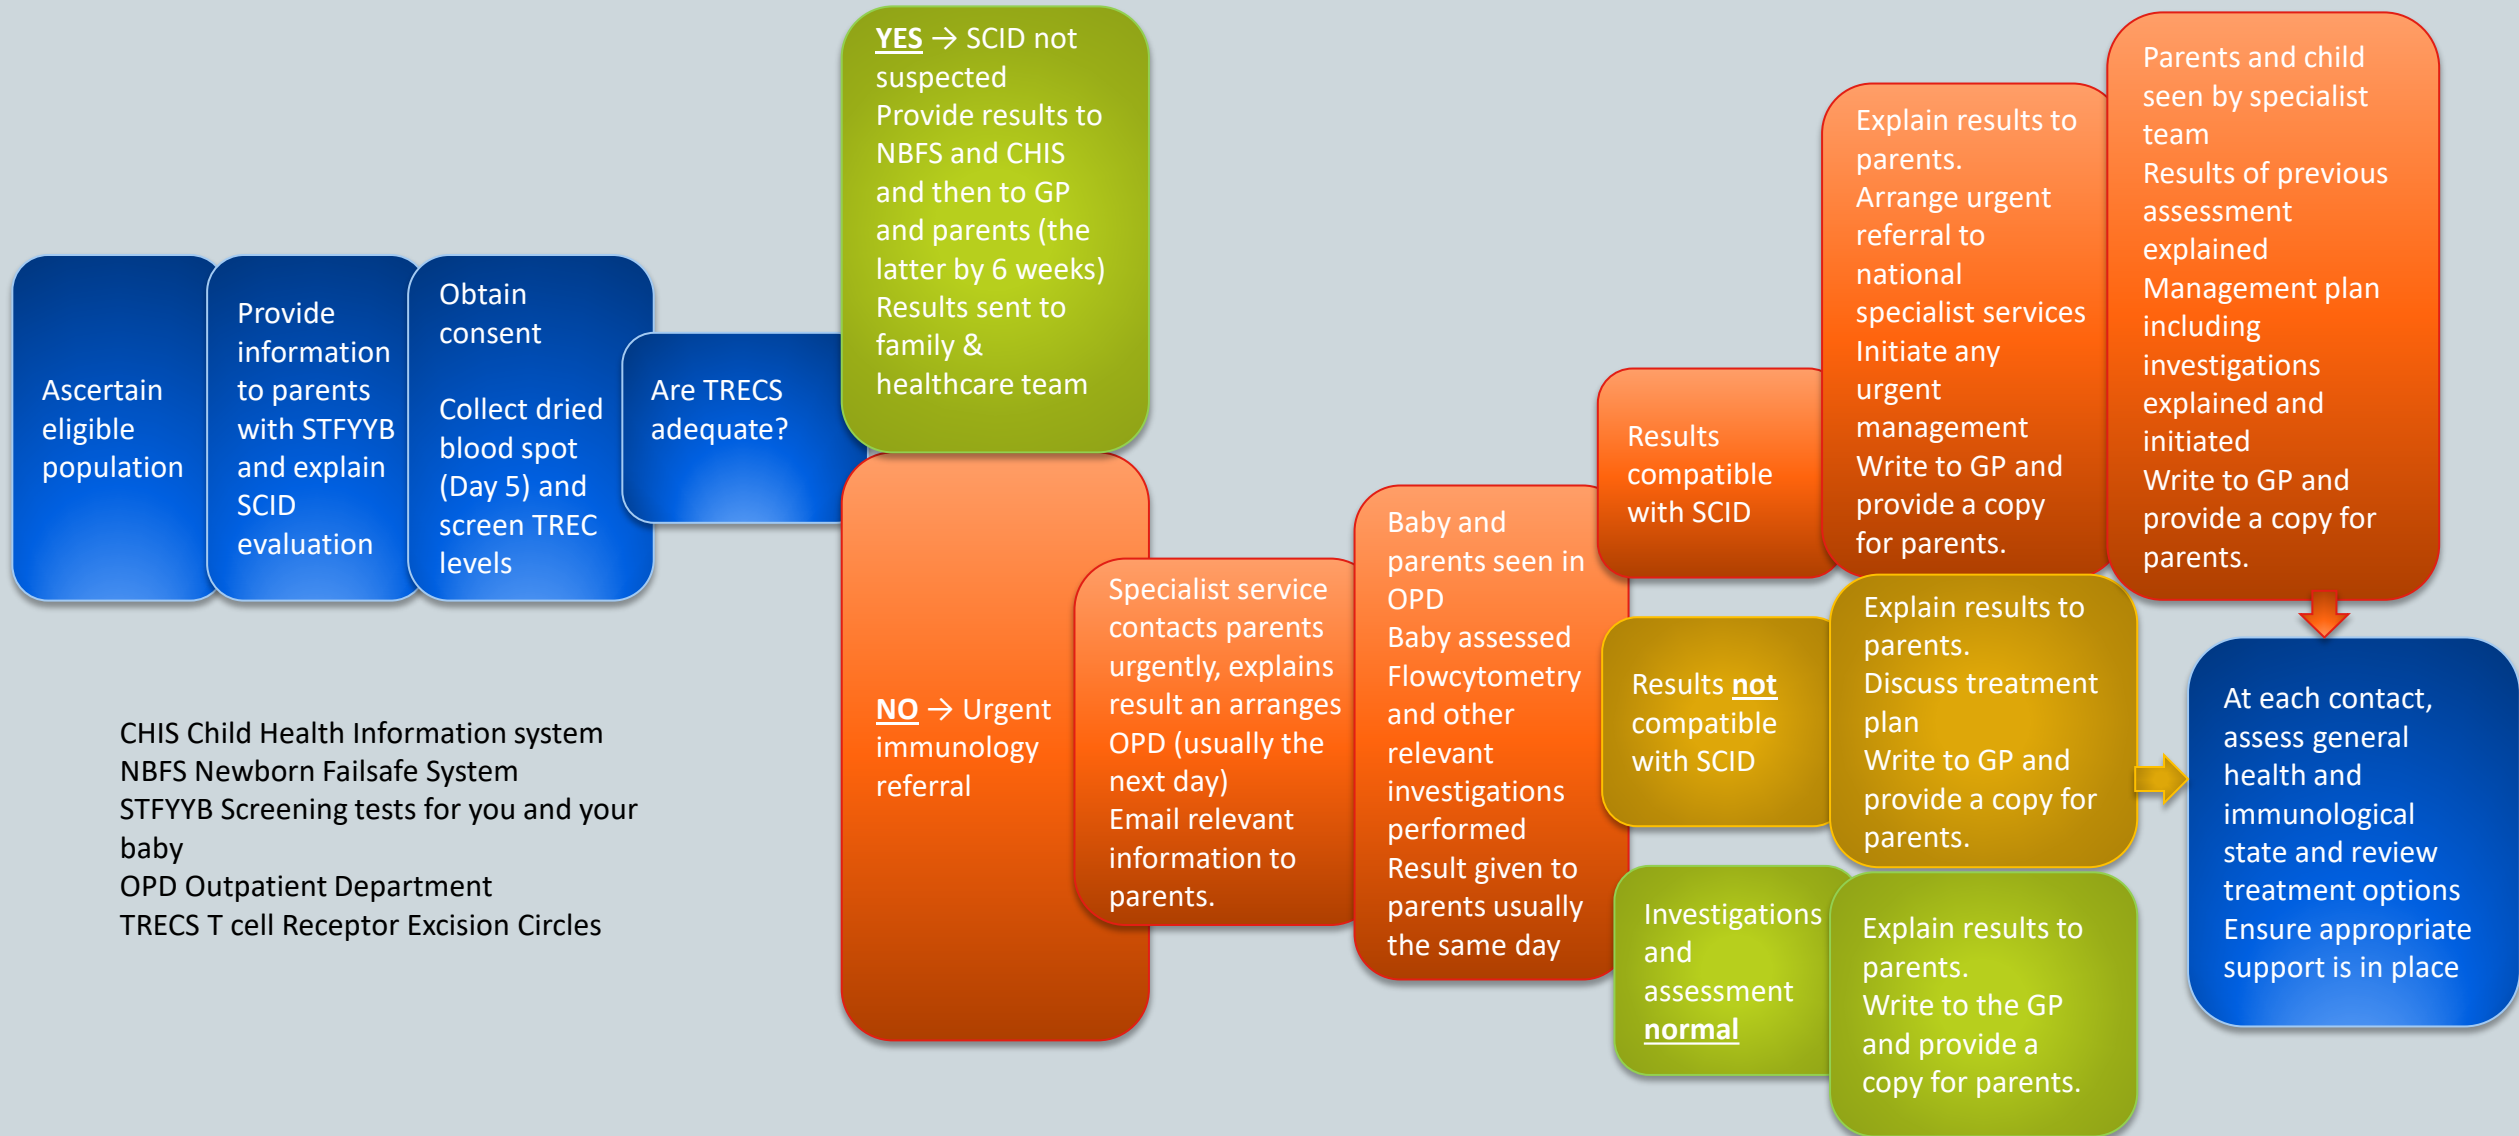 Ascertain
eligible
population
Provide
information
to parents
with STFYYB
and explain
SCID
evaluation
Obtain
consent
Collect dried
blood spot
(Day 5) and
screen TREC
levels
Are TRECS
adequate?
YES → SCID not
suspected
Provide results to
NBFS and CHIS
and then to GP
and parents (the
latter by 6 weeks)
Results sent to
family &
healthcare team
NO → Urgent
immunology
referral
Specialist service
contacts parents
urgently, explains
result an arranges
OPD (usually the
next day)
Email relevant
information to
parents.
Baby and
parents seen in
OPD
Baby assessed
Flowcytometry
and other
relevant
investigations
performed
Result given to
parents usually
the same day
Results
compatible
with SCID
Explain results to
parents.
Arrange urgent
referral to
national
specialist services
Initiate any
urgent
management
Write to GP and
provide a copy
for parents.
Parents and child
seen by specialist
team
Results of previous
assessment
explained
Management plan
including
investigations
explained and
initiated
Write to GP and
provide a copy for
parents.
Results not
compatible
with SCID
Explain results to
parents.
Discuss treatment
plan
Write to GP and
provide a copy for
parents.
Investigations
and
assessment
normal
Explain results to
parents.
Write to the GP
and provide a
copy for parents.
At each contact,
assess general
health and
immunological
state and review
treatment options
Ensure appropriate
support is in place
CHIS Child Health Information system
NBFS Newborn Failsafe System
STFYYB Screening tests for you and your
baby
OPD Outpatient Department
TRECS T cell Receptor Excision Circles